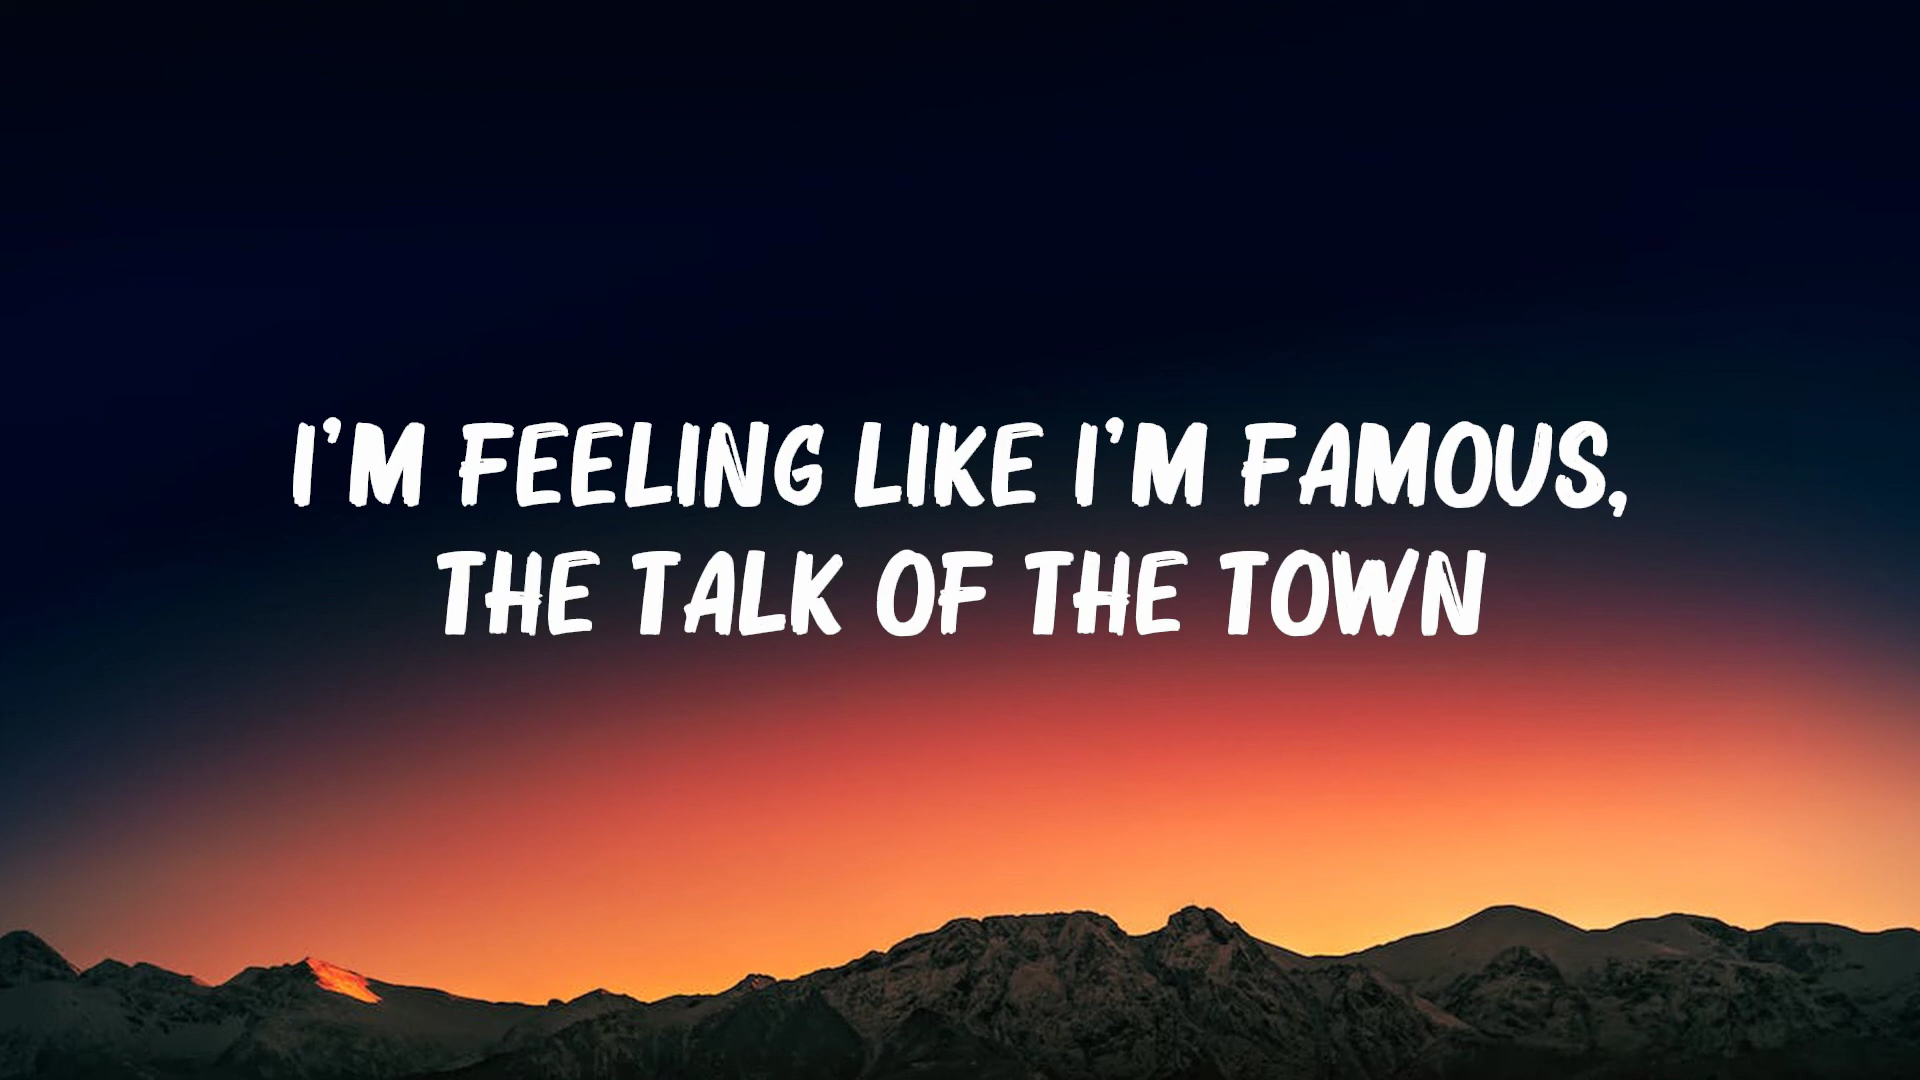 I'M FEELING LIKE I'M FAMOUS,
THE TALK OF THE TOWN